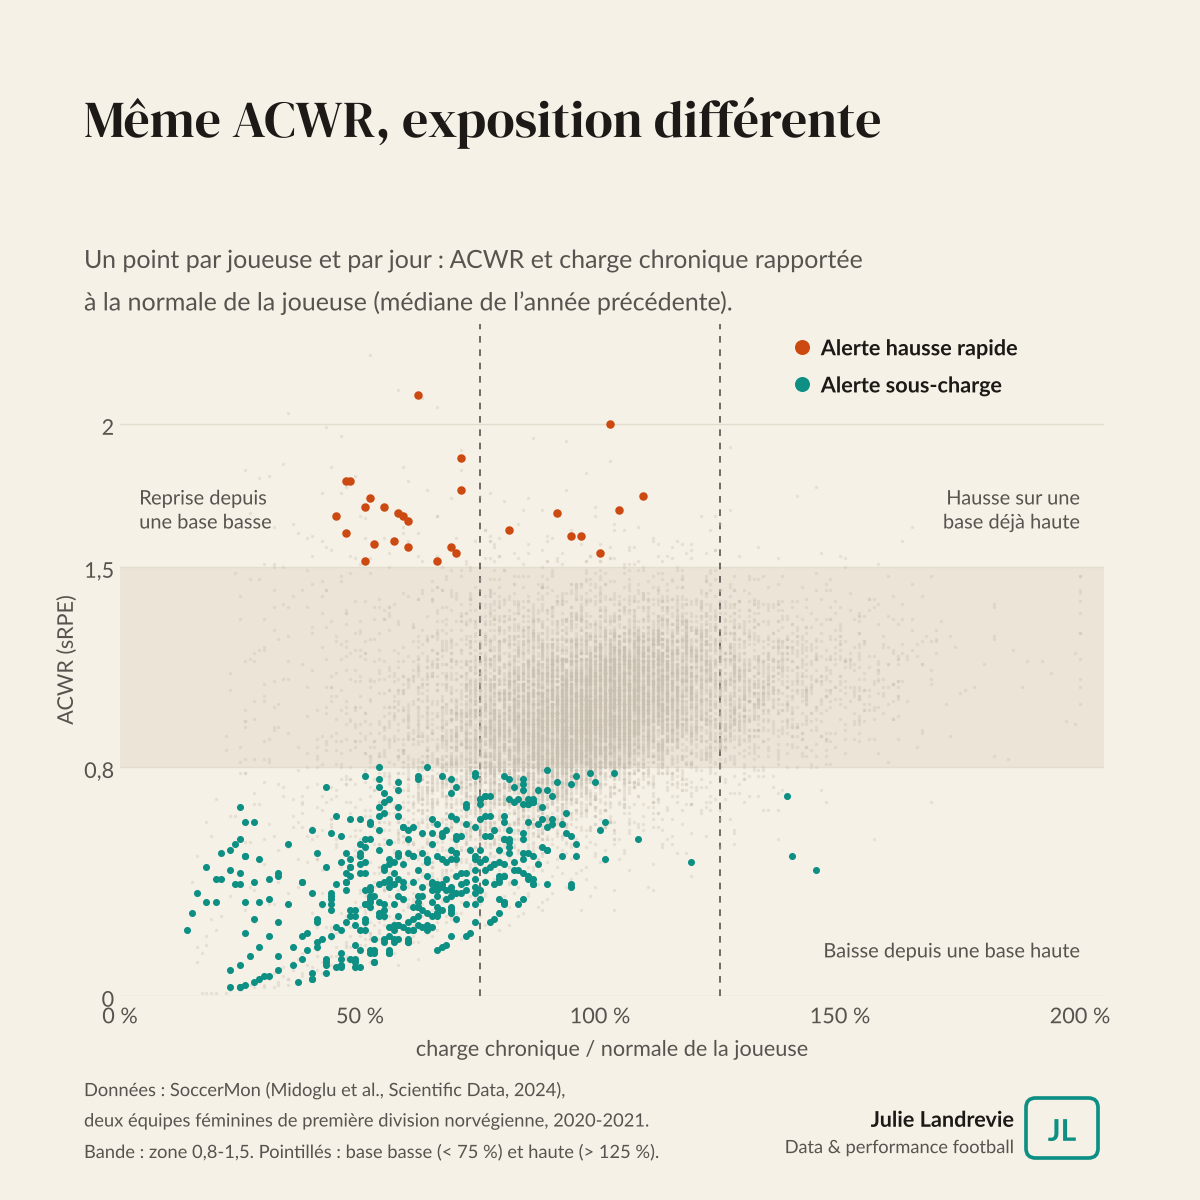 Même ACWR, exposition différente
Un point par joueuse et par jour : ACWR et charge chronique rapportée
à la normale de la joueuse (médiane de l’année précédente).
Alerte hausse rapide
Alerte sous-charge
2
Reprise depuis
une base basse
Hausse sur une
base déjà haute
1,5
ACWR (sRPE)
0,8
Baisse depuis une base haute
0
0 %
50 %
100 %
150 %
200 %
charge chronique / normale de la joueuse
Données : SoccerMon (Midoglu et al., Scientific Data, 2024),
deux équipes féminines de première division norvégienne, 2020-2021.
Bande : zone 0,8-1,5. Pointillés : base basse (< 75 %) et haute (> 125 %).
Julie Landrevie
Data & performance football
JL